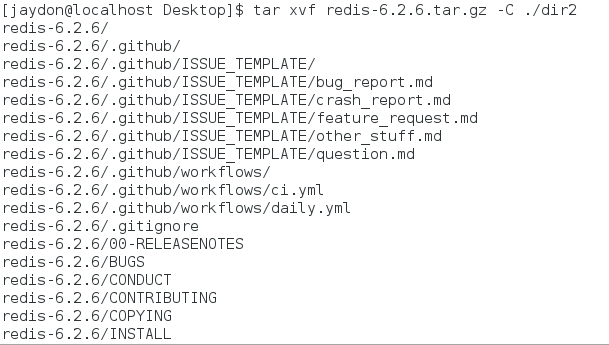 [jaydon@localhost Desktop]$ tar xvf redis-6.2.6.tar.gz -C ./dir2
redis-6.2.6/
redis-6.2.6/.github/
redis-6.2.6/.github/ISSUE_TEMPLATE/
redis-6.2.6/.github/ISSUE_TEMPLATE/bug_report.md
redis-6.2.6/.github/ISSUE_TEMPLATE/crash_report.md
redis-6.2.6/.github/ISSUE_TEMPLATE/feature_request.md
redis-6.2.6/.github/ISSUE_TEMPLATE/other_stuff.md
redis-6.2.6/.github/ISSUE_TEMPLATE/question.md
redis-6.2.6/.github/workflows/
redis-6.2.6/.github/workflows/ci.yml
redis-6.2.6/.github/workflows/daily.yml
redis-6.2.6/.gitignore
redis-6.2.6/00-RELEASENOTES
redis-6.2.6/BUGS
redis-6.2.6/CONDUCT
redis-6.2.6/CONTRIBUTING
redis-6.2.6/COPYING
redis-6.2.6/INSTALL